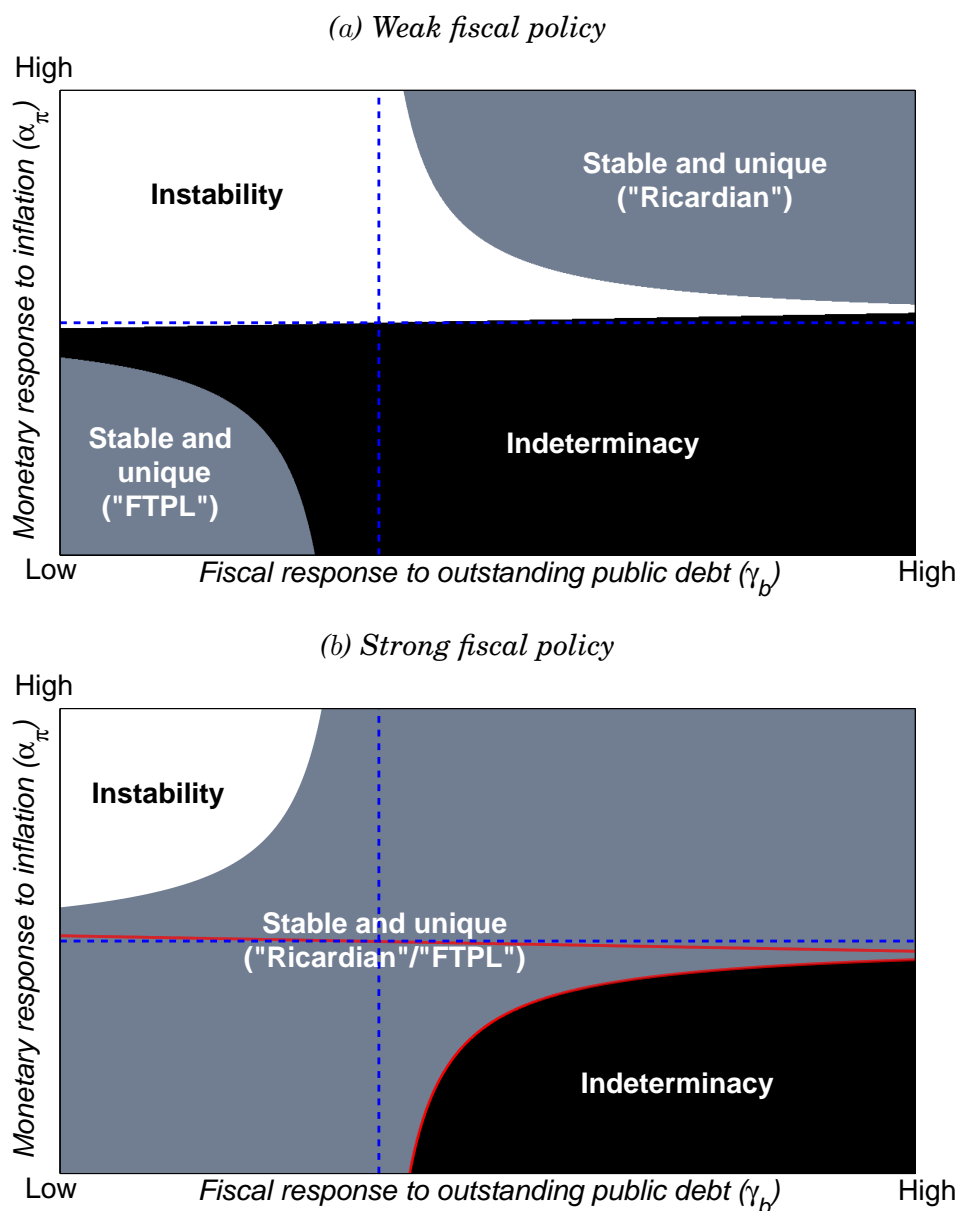 (a) Weak fiscal policy
High
Monetary response to inflation (α_π)
Instability
Stable and unique
("Ricardian")
Stable and
unique
("FTPL")
Indeterminacy
Low
Fiscal response to outstanding public debt (γ_b)
High
(b) Strong fiscal policy
High
Monetary response to inflation (α_π)
Instability
Stable and unique
("Ricardian"/"FTPL")
Indeterminacy
Low
Fiscal response to outstanding public debt (γ_b)
High